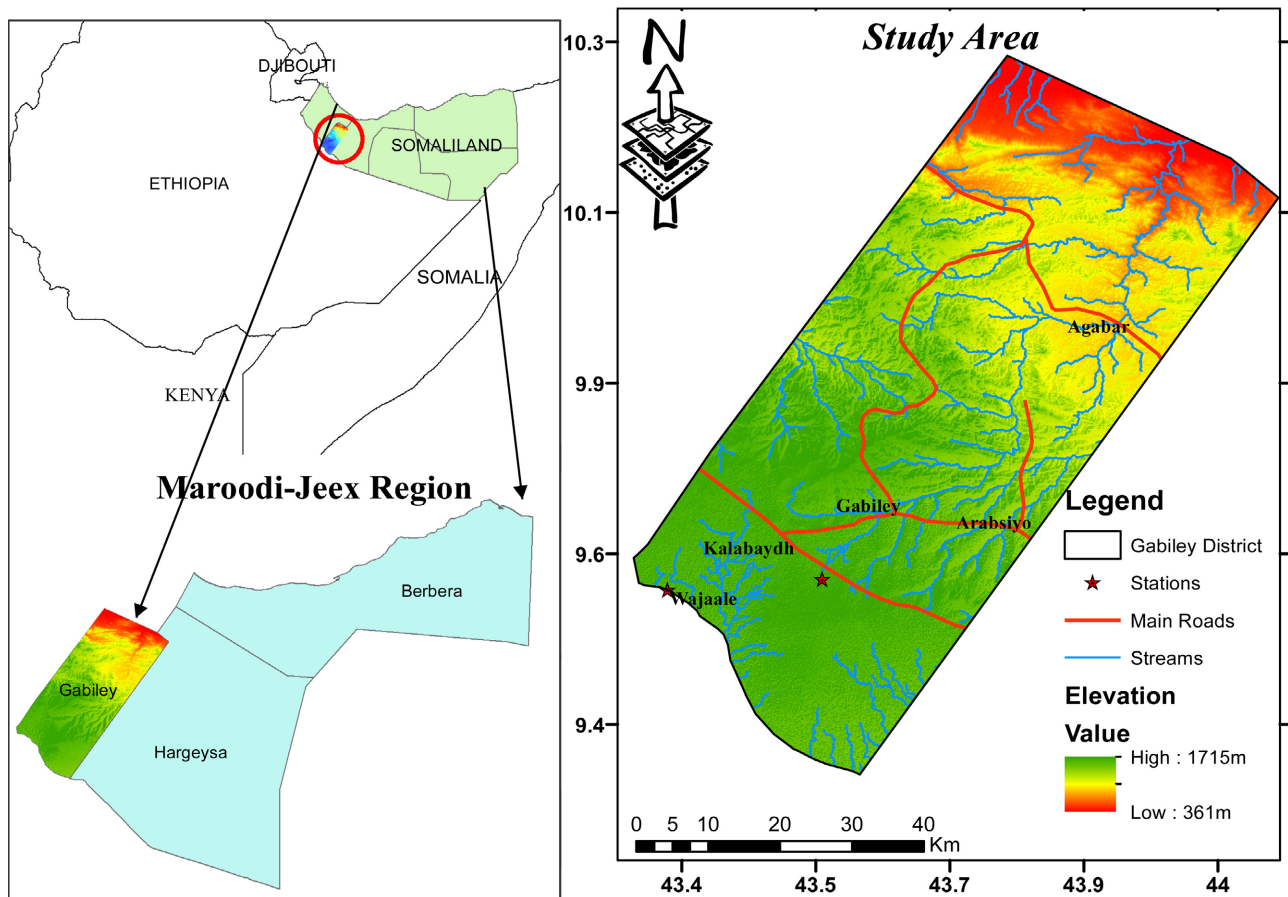 DJIBOUTI
SOMALILAND
ETHIOPIA
SOMALIA
KENYA
Maroodi-Jeex Region
Berbera
Gabiley
Hargeysa
Study Area
N
10.3
10.1
9.9
9.6
9.4
Agabar
Gabiley
Arabsiyo
Kalabaydh
Wajaale
Legend
Gabiley District
Stations
Main Roads
Streams
Elevation
Value
High : 1715m
Low : 361m
0 5 10 20 30 40
Km
43.4 43.5 43.7 43.9 44